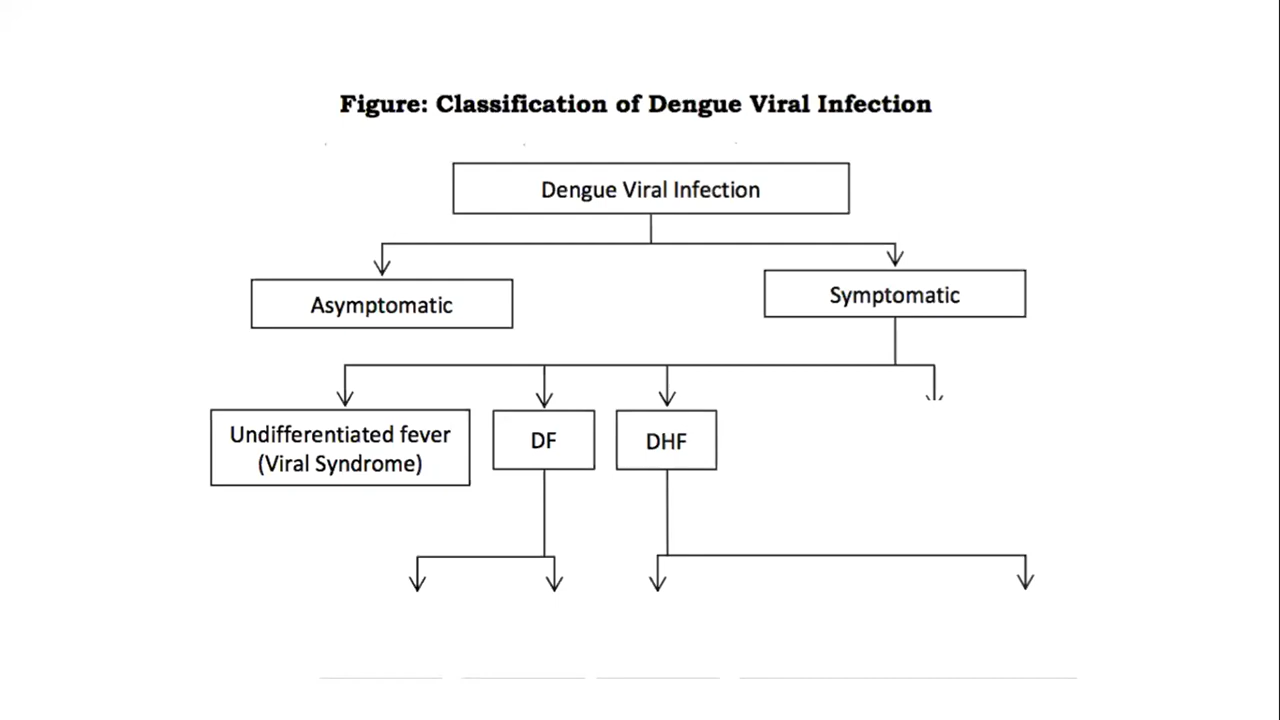 Figure: Classification of Dengue Viral Infection
Dengue Viral Infection
Asymptomatic
Symptomatic
Undifferentiated fever
(Viral Syndrome)
DF
DHF